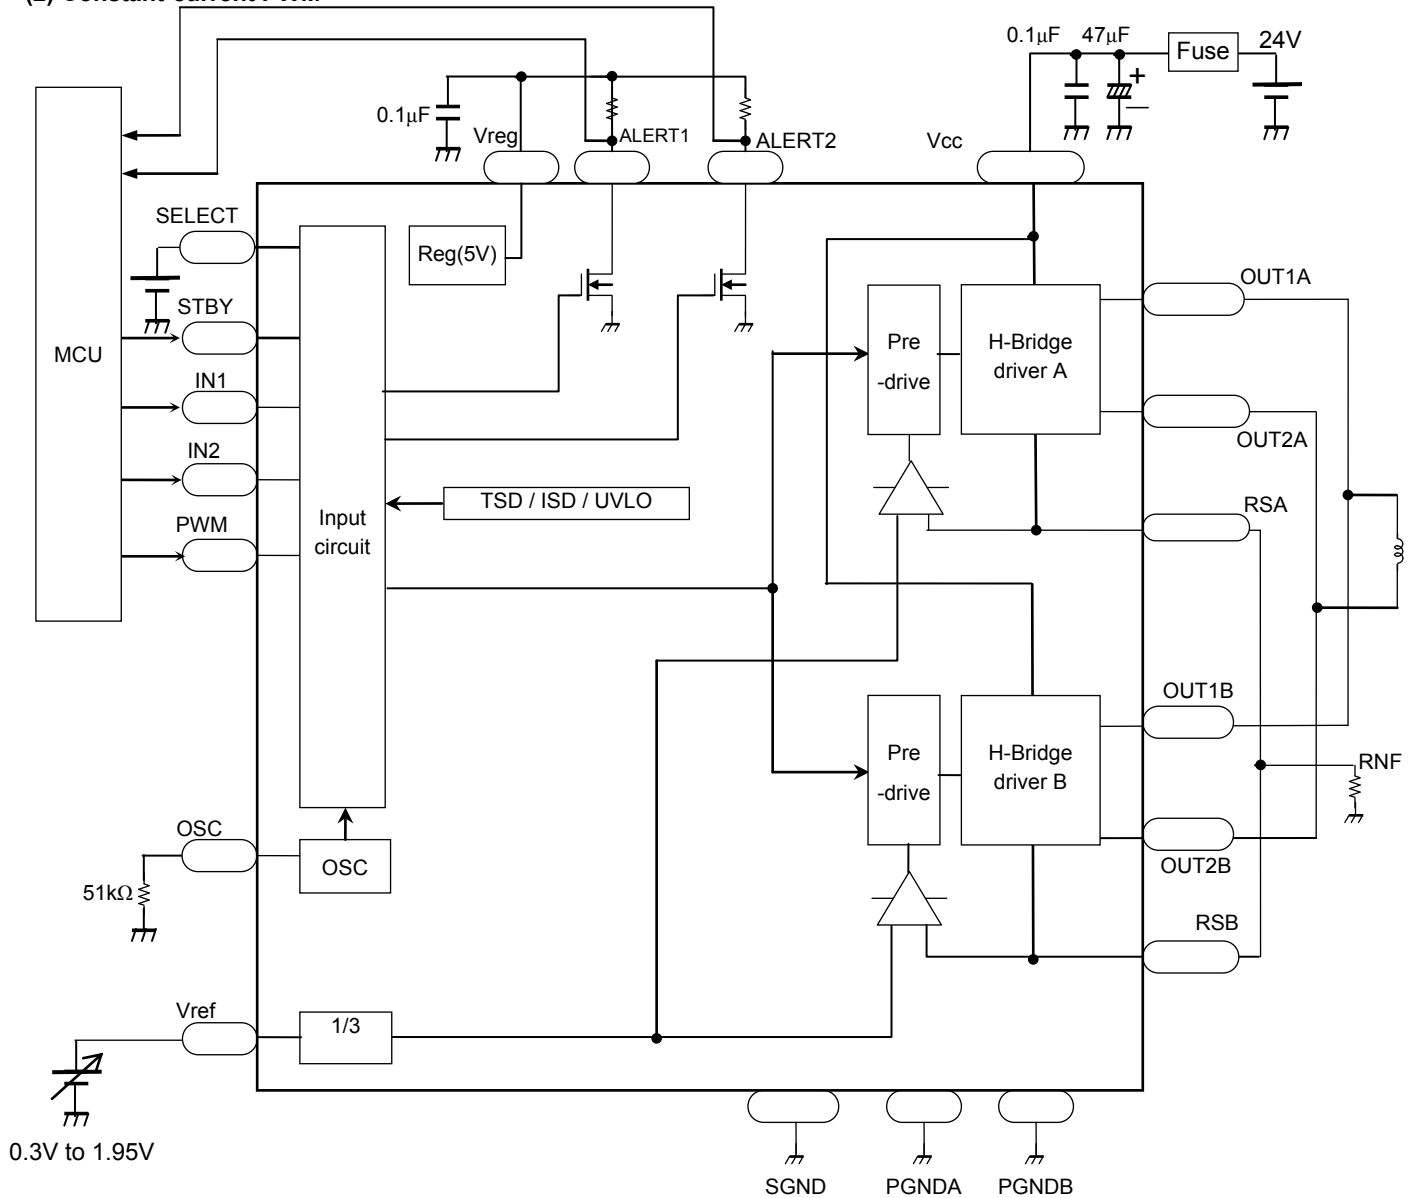 (2) Constant current PWM
0.1μF
47μF
Fuse
24V
+
—
0.1μF
Vreg
ALERT1
ALERT2
Vcc
SELECT
Reg(5V)
STBY
MCU
IN1
IN2
PWM
Input
circuit
TSD / ISD / UVLO
Pre
-drive
H-Bridge
driver A
OUT1A
OUT2A
RSA
OUT1B
Pre
-drive
H-Bridge
driver B
RNF
OUT2B
RSB
OSC
OSC
51kΩ
Vref
1/3
0.3V to 1.95V
SGND
PGNDA
PGNDB